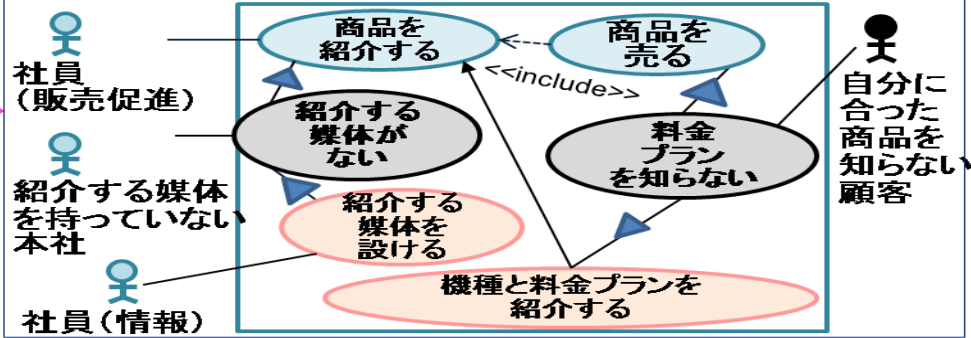 社員
(販売促進)
紹介する媒体
を持っていない
本社
社員(情報)
商品を
紹介する
商品を
売る
<<include>>
紹介する
媒体が
ない
料金
プラン
を知らない
紹介する
媒体を
設ける
機種と料金プランを
紹介する
自分に
合った
商品を
知らない
顧客